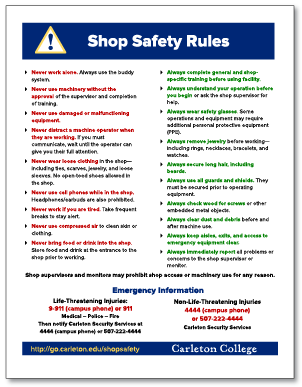 Shop Safety Rules
Never work alone. Always use the buddy
system.
Never use machinery without the
approval of the supervisor and completion
of training.
Never use damaged or malfunctioning
equipment.
Never distract a machine operator when
they are working. If you must
communicate, wait until the operator can
give you their full attention.
Never wear loose clothing in the shop—
including ties, scarves, jewelry, and loose
sleeves. No open-toed shoes allowed in
the shop.
Never use cell phones while in the shop.
Headphones/earbuds are also prohibited.
Never work if you are tired. Take frequent
breaks to stay alert.
Never use compressed air to clean skin or
clothing.
Never bring food or drink into the shop.
Store food and drink at the entrance to the
shop prior to working.
Always complete general and shop-
specific training before using facility.
Always understand your operation before
you begin or ask the shop supervisor for
help.
Always wear safety glasses. Some
operations and equipment may require
additional personal protective equipment
(PPE).
Always remove jewelry before working—
including rings, necklaces, bracelets, and
watches.
Always secure long hair, including
beards.
Always use all guards and shields. They
must be secured prior to operating
equipment.
Always check wood for screws or other
embedded metal objects.
Always clear dust and debris before and
after machine use.
Always keep aisles, exits, and access to
emergency equipment clear.
Always immediately report all problems or
concerns to the shop supervisor or
monitor.
Shop supervisors and monitors may prohibit shop access or machinery use for any reason.
Emergency Information
Life-Threatening Injuries:
9-911 (campus phone) or 911
Medical – Police – Fire
Then notify Carleton Security Services at
4444 (campus phone) or 507-222-4444
Non-Life-Threatening Injuries
4444 (campus phone)
or 507-222-4444
Carleton Security Services
http://go.carleton.edu/shopsafety
Carleton College